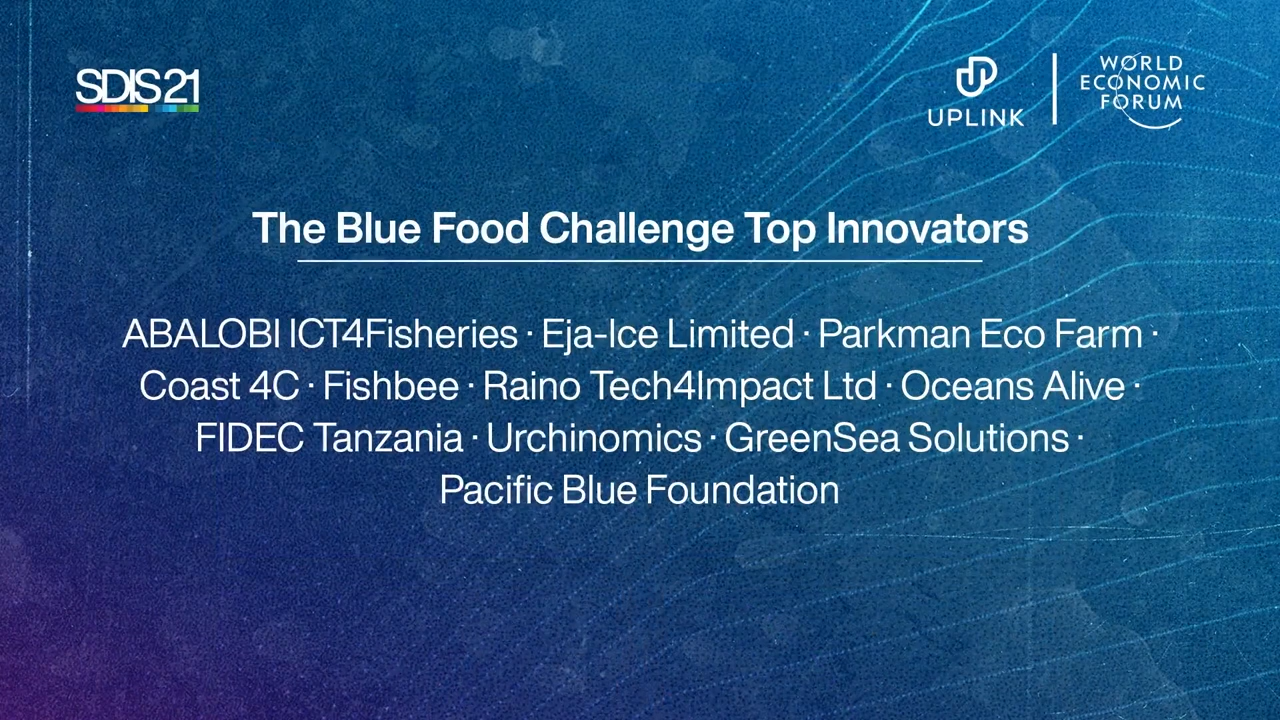 SDIS21
UPLINK
WORLD
ECONOMIC
FORUM
The Blue Food Challenge Top Innovators
ABALOBI ICT4Fisheries · Eja-Ice Limited · Parkman Eco Farm ·
Coast 4C · Fishbee · Raino Tech4Impact Ltd · Oceans Alive ·
FIDEC Tanzania · Urchinomics · GreenSea Solutions ·
Pacific Blue Foundation